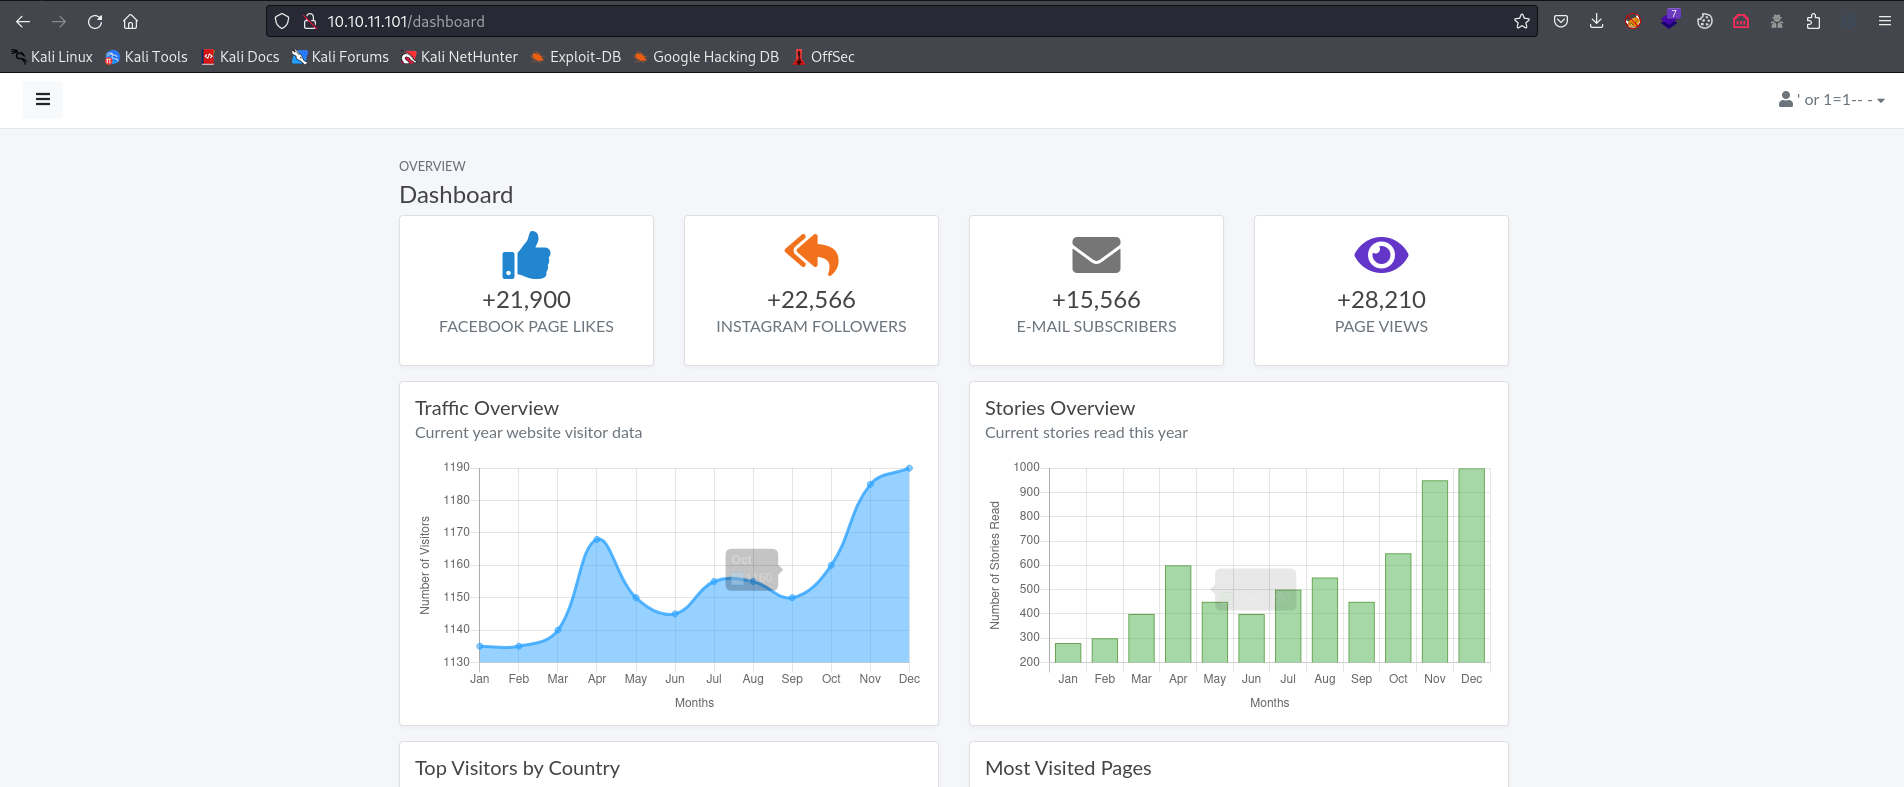 10.10.11.101/dashboard
7
Kali Linux Kali Tools Kali Docs Kali Forums Kali NetHunter Exploit-DB Google Hacking DB OffSec
' or 1=1-- -
OVERVIEW
Dashboard
+21,900
FACEBOOK PAGE LIKES
+22,566
INSTAGRAM FOLLOWERS
+15,566
E-MAIL SUBSCRIBERS
+28,210
PAGE VIEWS
Traffic Overview
Current year website visitor data
Number of Visitors
1190
1180
1170
1160
1150
1140
1130
Oct
1160
Jan Feb Mar Apr May Jun Jul Aug Sep Oct Nov Dec
Months
Stories Overview
Current stories read this year
Number of Stories Read
1000
900
800
700
600
500
400
300
200
Jan Feb Mar Apr May Jun Jul Aug Sep Oct Nov Dec
Months
Top Visitors by Country
Most Visited Pages